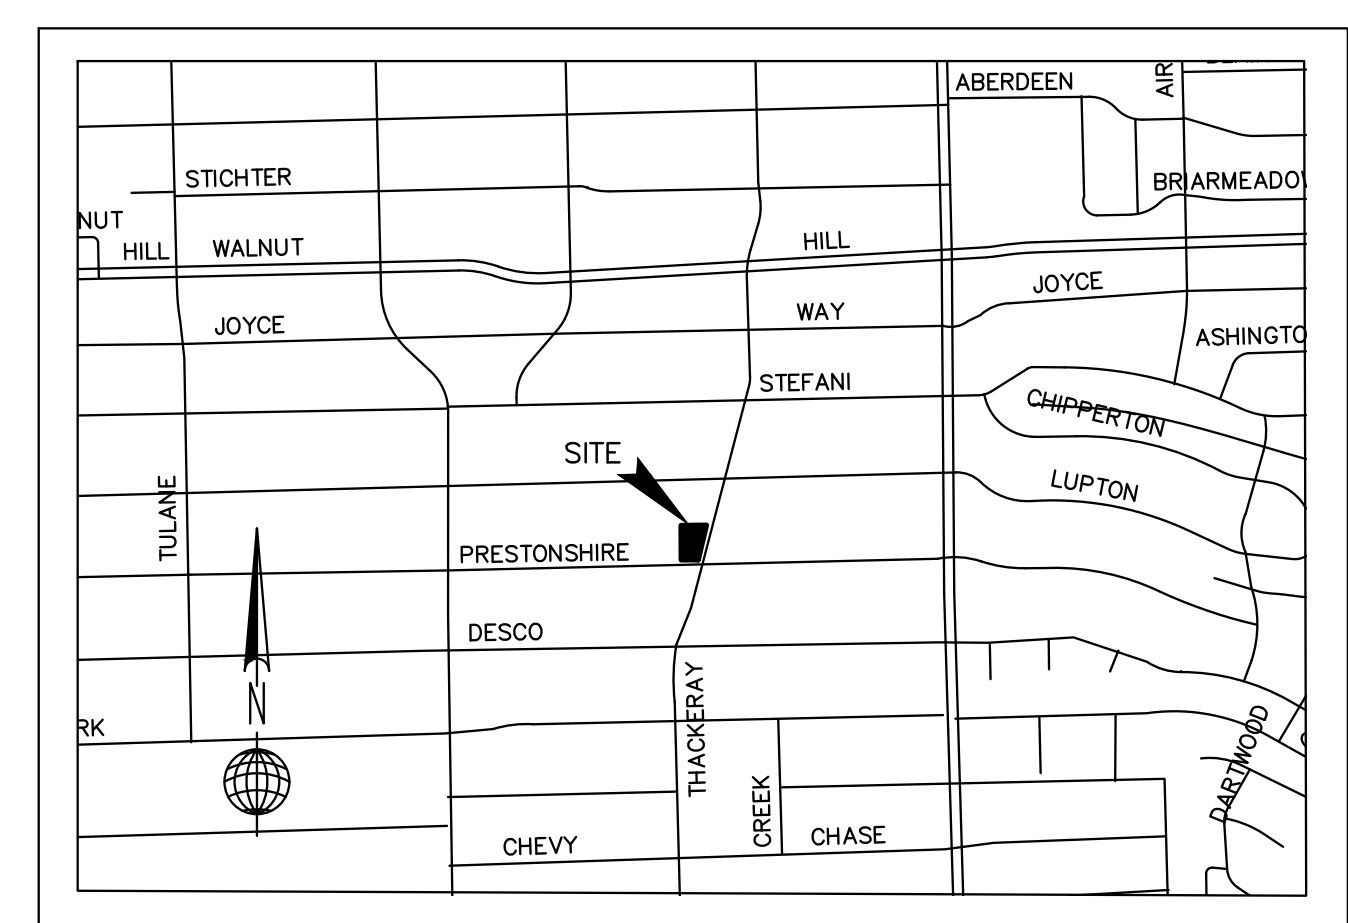 ABERDEEN
AIR
STICHTER
BRIARMEADOW
NUT
HILL
WALNUT
HILL
JOYCE
JOYCE
WAY
ASHINGTO
STEFANI
CHIPPERTON
SITE
LUPTON
TULANE
PRESTONSHIRE
DESCO
N
RK
THACKERAY
DARTWOOD
CREEK
CHEVY
CHASE